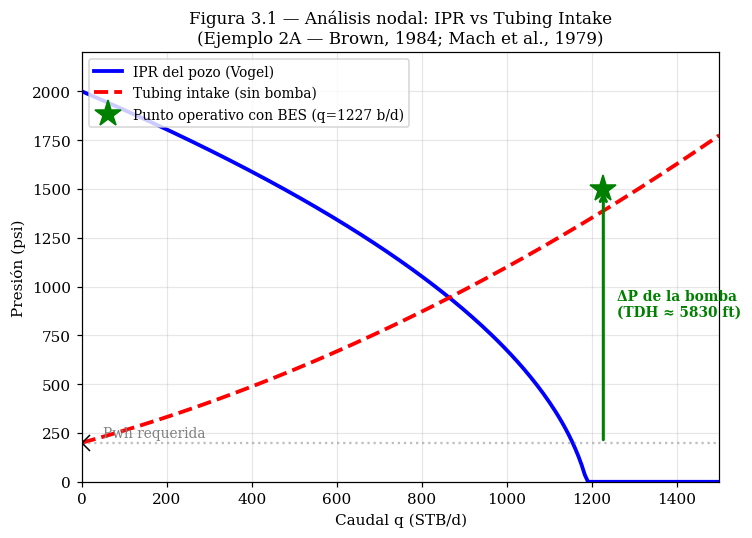 Figura 3.1 — Análisis nodal: IPR vs Tubing Intake
(Ejemplo 2A — Brown, 1984; Mach et al., 1979)
IPR del pozo (Vogel)
Tubing intake (sin bomba)
Punto operativo con BES (q=1227 b/d)
Presión (psi)
2000
1750
1500
1250
1000
750
500
250
0
ΔP de la bomba
(TDH ≈ 5830 ft)
Pwh requerida
0 200 400 600 800 1000 1200 1400
Caudal q (STB/d)